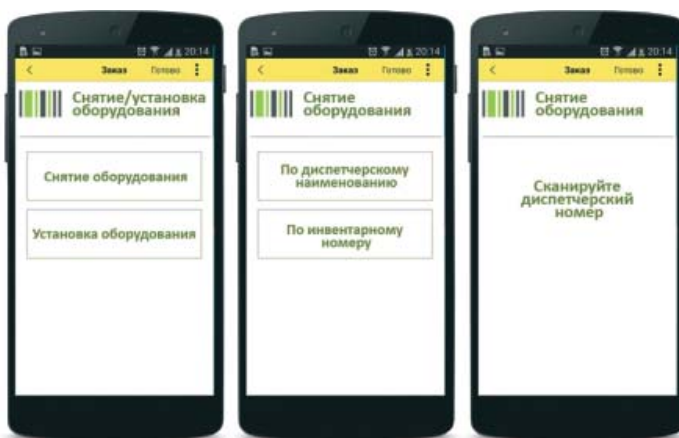 20:14
Заказ Готово
Снятие/установка
оборудования
Снятие оборудования
Установка оборудования
20:14
Заказ Готово
Снятие
оборудования
По диспетчерскому
наименованию
По инвентарному
номеру
20:14
Заказ Готово
Снятие
оборудования
Сканируйте
диспетчерский
номер